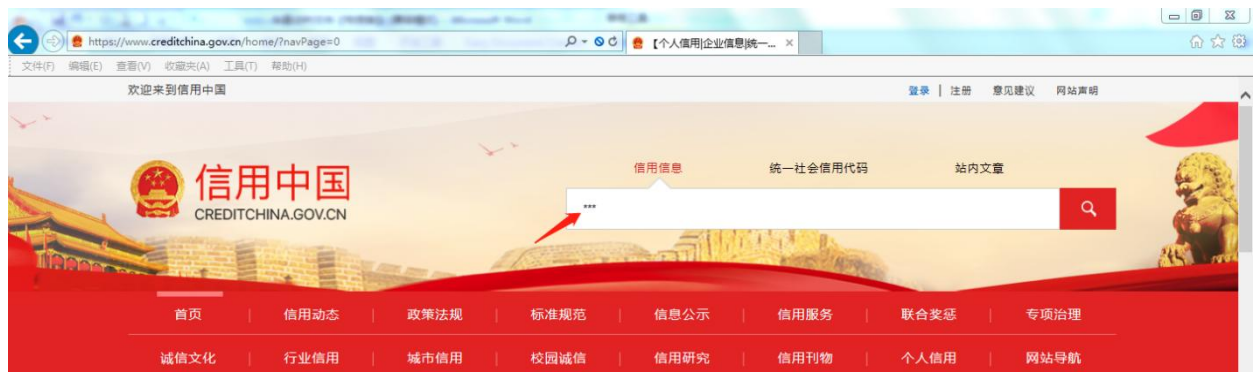 https://www.creditchina.gov.cn/home/?navPage=0
【个人信用|企业信息|统一... ×
文件(F) 编辑(E) 查看(V) 收藏夹(A) 工具(T) 帮助(H)
欢迎来到信用中国 登录 | 注册 意见建议 网站声明
信用信息 统一社会信用代码 站内文章
信用中国
***
CREDITCHINA.GOV.CN
首页 | 信用动态 | 政策法规 | 标准规范 | 信息公示 | 信用服务 | 联合奖惩 | 专项治理
诚信文化 | 行业信用 | 城市信用 | 校园诚信 | 信用研究 | 信用刊物 | 个人信用 | 网站导航